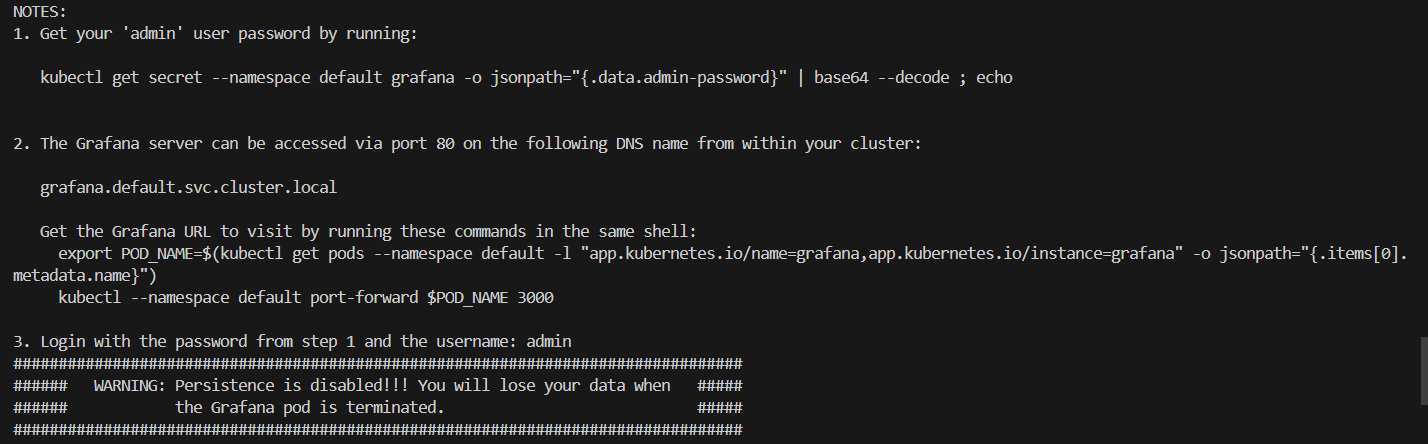 NOTES:
1. Get your 'admin' user password by running:
kubectl get secret --namespace default grafana -o jsonpath="{.data.admin-password}" | base64 --decode ; echo
2. The Grafana server can be accessed via port 80 on the following DNS name from within your cluster:
grafana.default.svc.cluster.local
Get the Grafana URL to visit by running these commands in the same shell:
export POD_NAME=$(kubectl get pods --namespace default -l "app.kubernetes.io/name=grafana,app.kubernetes.io/instance=grafana" -o jsonpath="{.items[0].
metadata.name}")
kubectl --namespace default port-forward $POD_NAME 3000
3. Login with the password from step 1 and the username: admin
#################################################################################
###### WARNING: Persistence is disabled!!! You will lose your data when #####
###### the Grafana pod is terminated. #####
#################################################################################